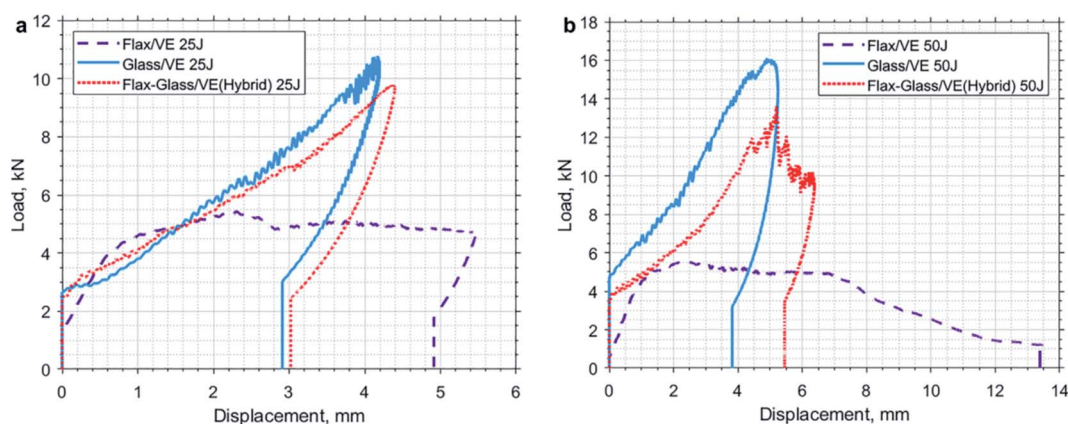 a
12
10
8
6
4
2
0
Load, kN
Flax/VE 25J
Glass/VE 25J
Flax-Glass/VE(Hybrid) 25J
0 1 2 3 4 5 6
Displacement, mm
b
18
16
14
12
10
8
6
4
2
0
Load, kN
Flax/VE 50J
Glass/VE 50J
Flax-Glass/VE(Hybrid) 50J
0 2 4 6 8 10 12 14
Displacement, mm